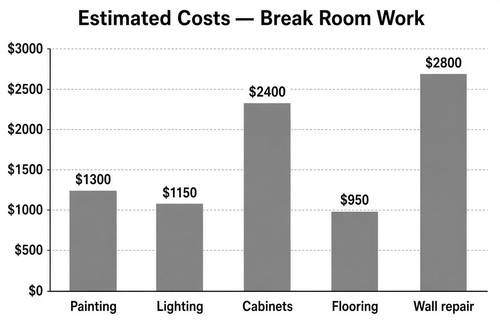 Estimated Costs — Break Room Work
$3000
$2500
$2000
$1500
$1000
$500
$0
$1300
$1150
$2400
$950
$2800
Painting
Lighting
Cabinets
Flooring
Wall repair